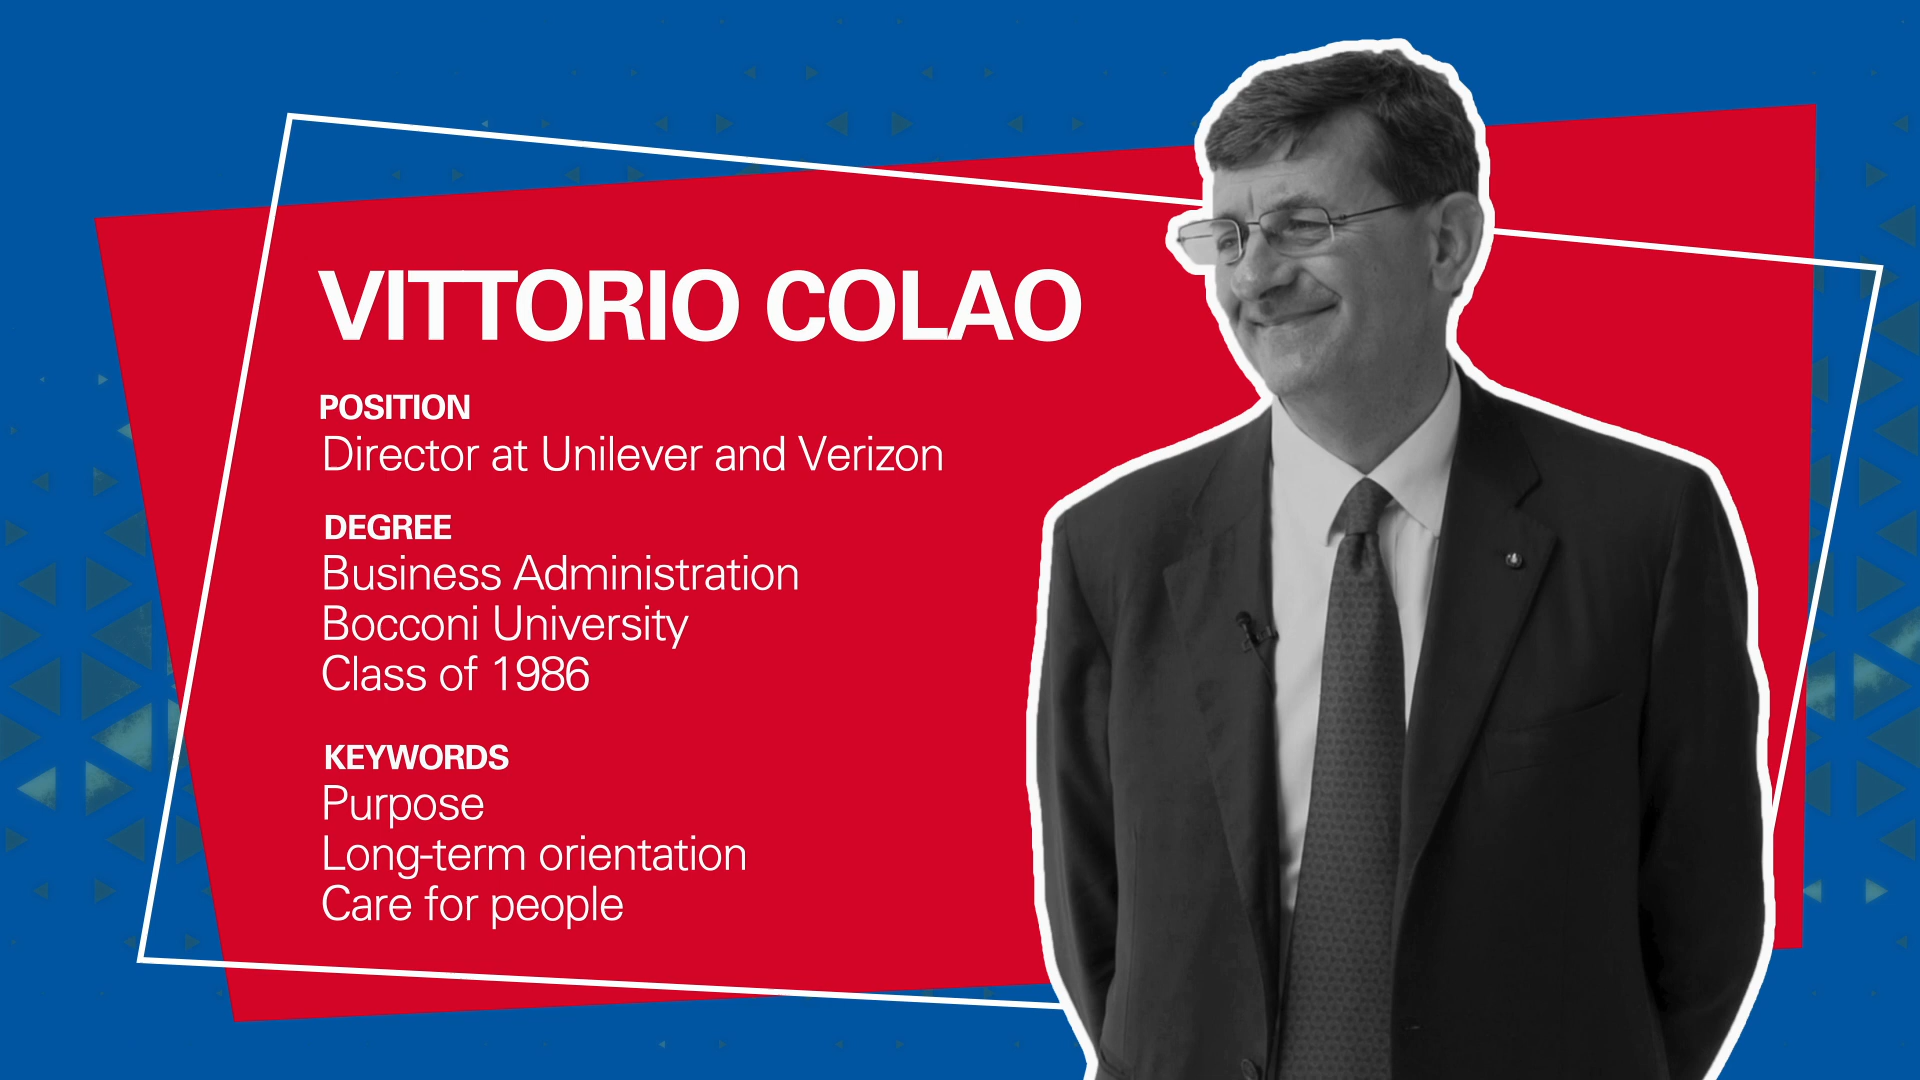 VITTORIO COLAO
POSITION
Director at Unilever and Verizon
DEGREE
Business Administration
Bocconi University
Class of 1986
KEYWORDS
Purpose
Long-term orientation
Care for people